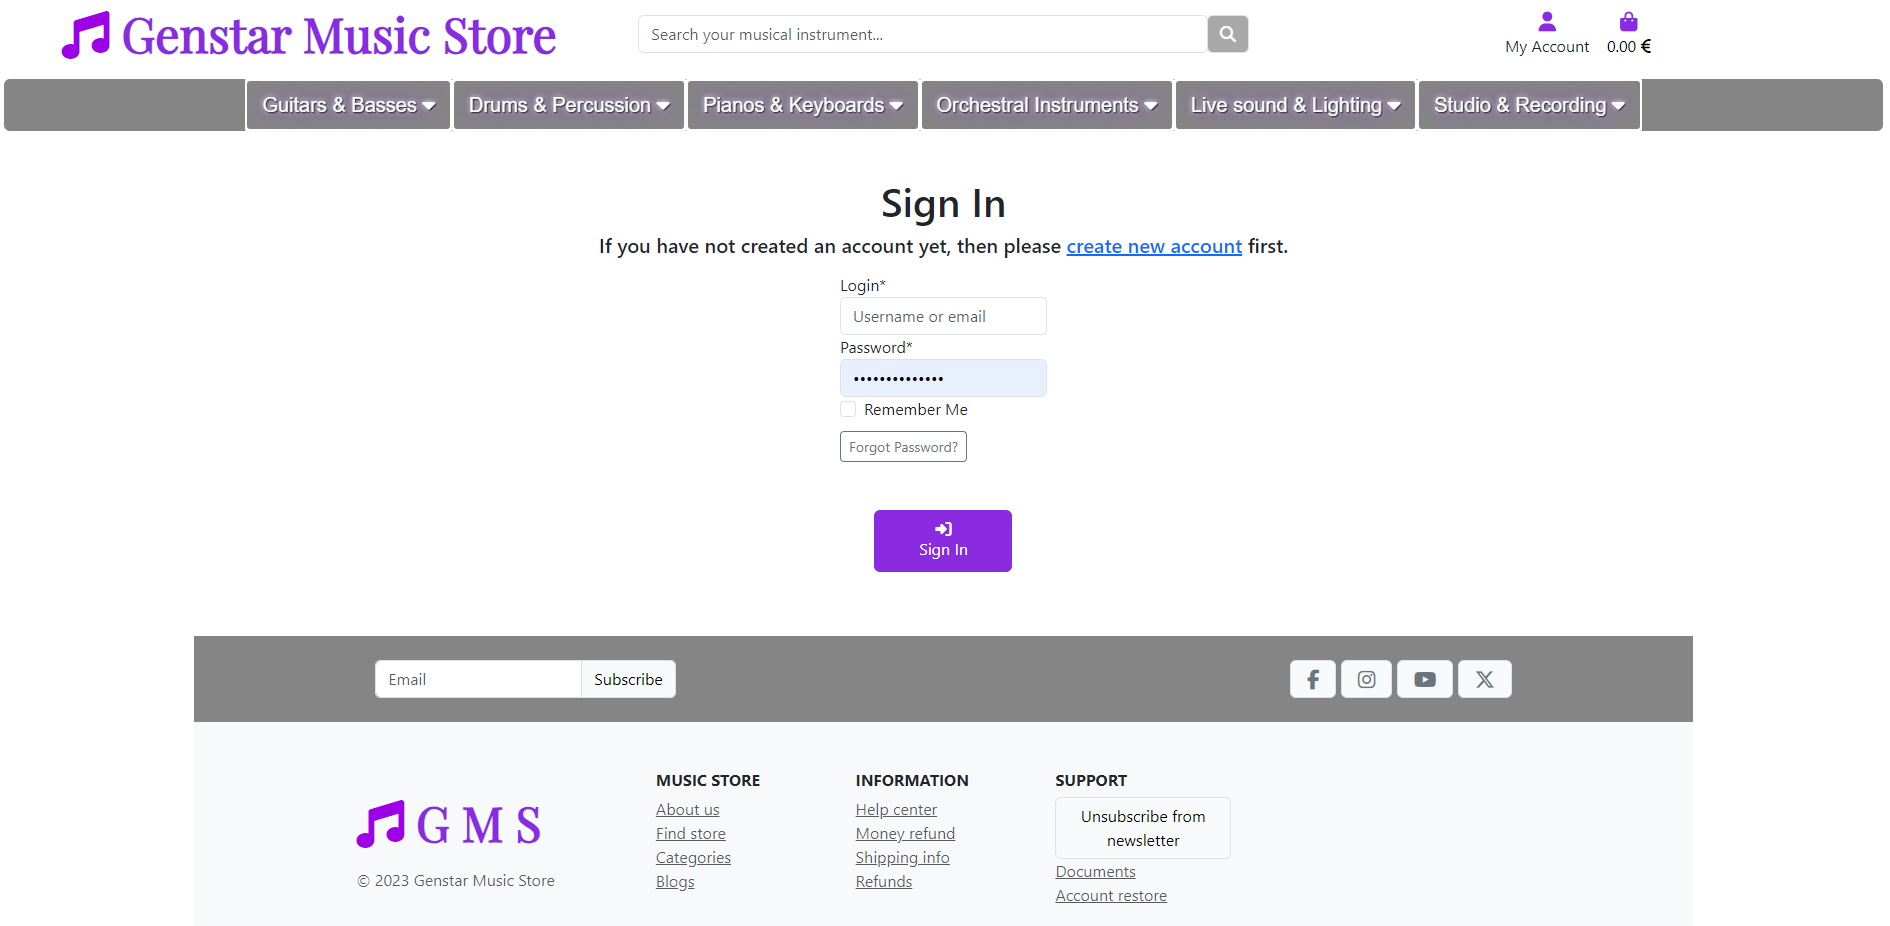 Genstar Music Store
Search your musical instrument...
My Account
0.00 €
Guitars & Basses
Drums & Percussion
Pianos & Keyboards
Orchestral Instruments
Live sound & Lighting
Studio & Recording
Sign In
If you have not created an account yet, then please create new account first.
Login*
Username or email
Password*
••••••••••••••
Remember Me
Forgot Password?
Sign In
Email
Subscribe
G M S
© 2023 Genstar Music Store
MUSIC STORE
About us
Find store
Categories
Blogs
INFORMATION
Help center
Money refund
Shipping info
Refunds
SUPPORT
Unsubscribe from
newsletter
Documents
Account restore